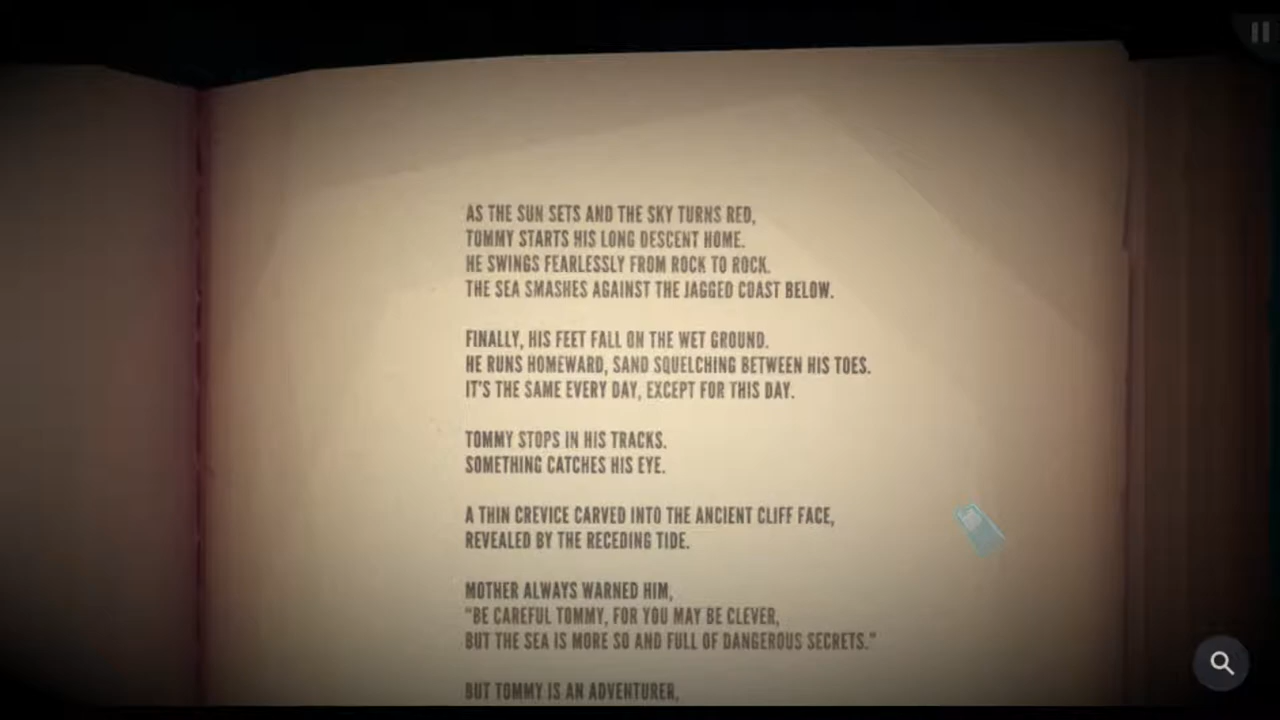 AS THE SUN SETS AND THE SKY TURNS RED,
TOMMY STARTS HIS LONG DESCENT HOME.
HE SWINGS FEARLESSLY FROM ROCK TO ROCK.
THE SEA SMASHES AGAINST THE JAGGED COAST BELOW.
FINALLY, HIS FEET FALL ON THE WET GROUND.
HE RUNS HOMEWARD, SAND SQUELCHING BETWEEN HIS TOES.
IT'S THE SAME EVERY DAY, EXCEPT FOR THIS DAY.
TOMMY STOPS IN HIS TRACKS.
SOMETHING CATCHES HIS EYE.
A THIN CREVICE CARVED INTO THE ANCIENT CLIFF FACE,
REVEALED BY THE RECEDING TIDE.
MOTHER ALWAYS WARNED HIM,
"BE CAREFUL TOMMY, FOR YOU MAY BE CLEVER,
BUT THE SEA IS MORE SO AND FULL OF DANGEROUS SECRETS."
BUT TOMMY IS AN ADVENTURER,